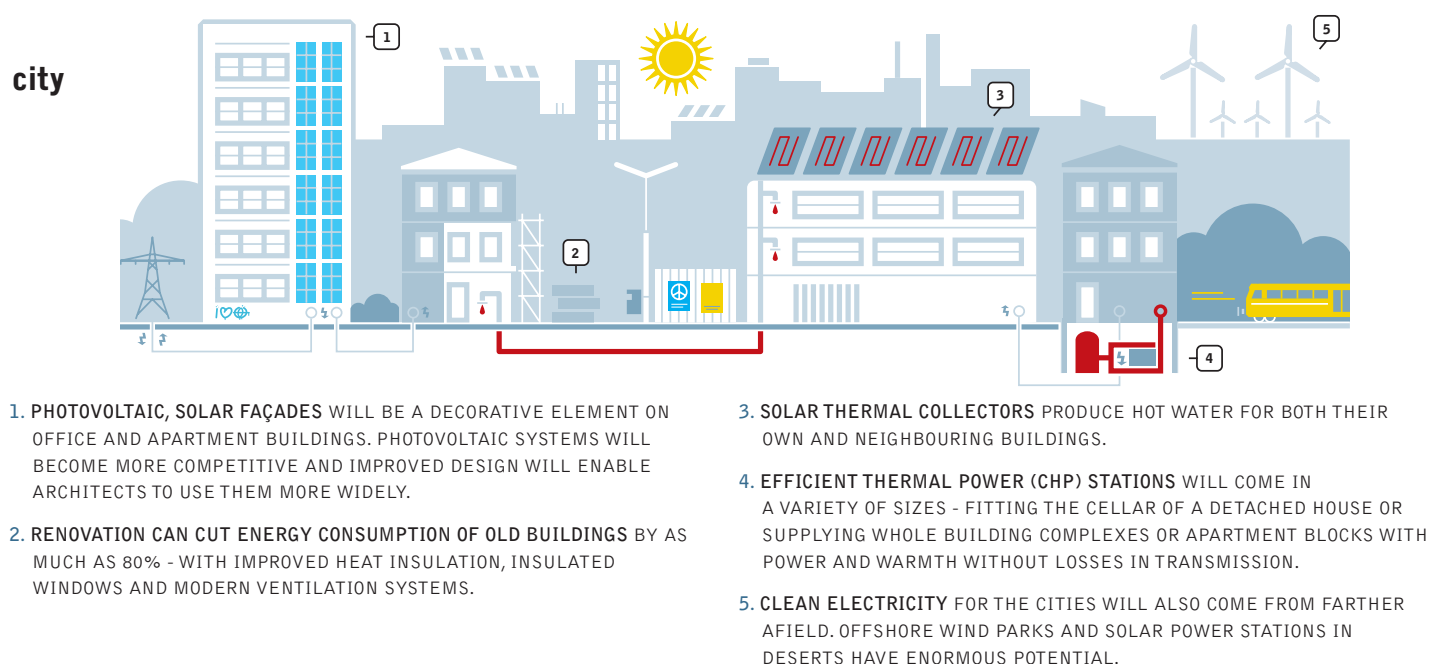 city
1
2
3
4
5
1. PHOTOVOLTAIC, SOLAR FAÇADES WILL BE A DECORATIVE ELEMENT ON
OFFICE AND APARTMENT BUILDINGS. PHOTOVOLTAIC SYSTEMS WILL
BECOME MORE COMPETITIVE AND IMPROVED DESIGN WILL ENABLE
ARCHITECTS TO USE THEM MORE WIDELY.
2. RENOVATION CAN CUT ENERGY CONSUMPTION OF OLD BUILDINGS BY AS
MUCH AS 80% - WITH IMPROVED HEAT INSULATION, INSULATED
WINDOWS AND MODERN VENTILATION SYSTEMS.
3. SOLAR THERMAL COLLECTORS PRODUCE HOT WATER FOR BOTH THEIR
OWN AND NEIGHBOURING BUILDINGS.
4. EFFICIENT THERMAL POWER (CHP) STATIONS WILL COME IN
A VARIETY OF SIZES - FITTING THE CELLAR OF A DETACHED HOUSE OR
SUPPLYING WHOLE BUILDING COMPLEXES OR APARTMENT BLOCKS WITH
POWER AND WARMTH WITHOUT LOSSES IN TRANSMISSION.
5. CLEAN ELECTRICITY FOR THE CITIES WILL ALSO COME FROM FARTHER
AFIELD. OFFSHORE WIND PARKS AND SOLAR POWER STATIONS IN
DESERTS HAVE ENORMOUS POTENTIAL.